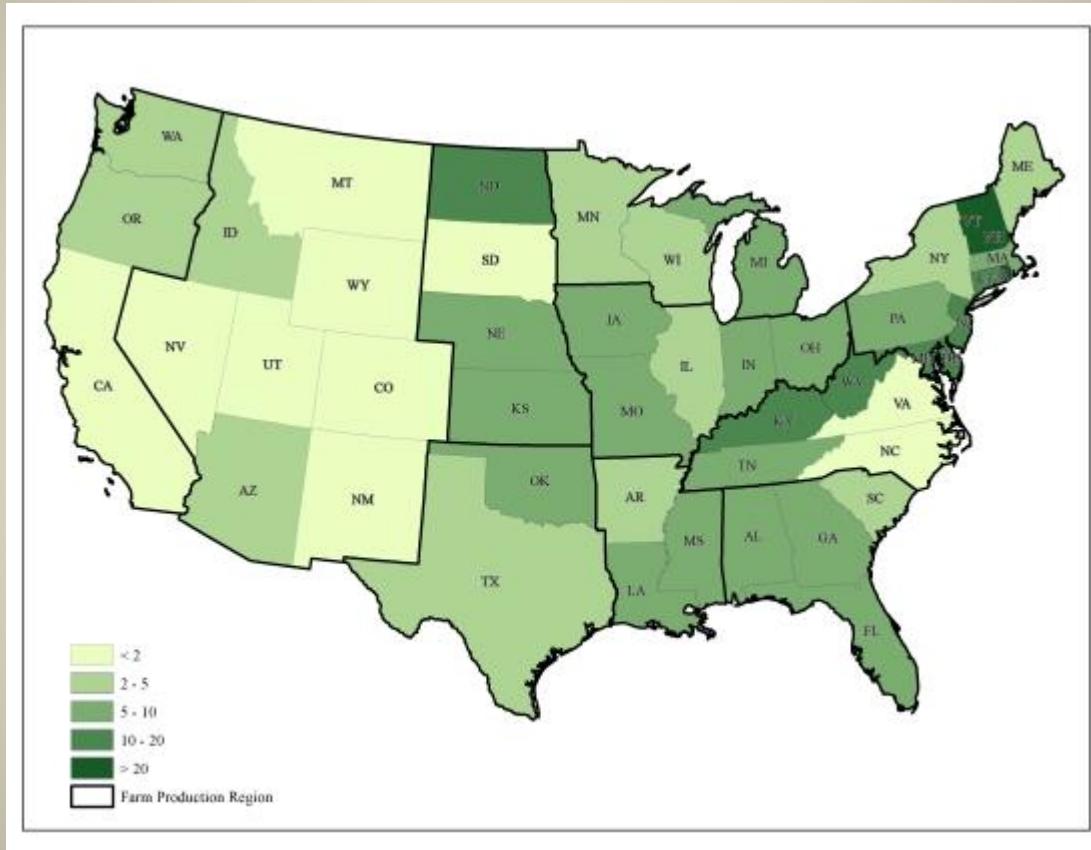 WA
ME
MT
ND
VT
NH
OR
MN
ID
MA
NY
SD
WI
MI
WY
PA
IA
NE
NJ
NV
OH
UT
IL
IN
CO
WV
CA
VA
KS
MO
KY
NC
TN
OK
AZ
NM
AR
SC
MS
AL
GA
TX
LA
FL
< 2
2 - 5
5 - 10
10 - 20
> 20
Farm Production Region